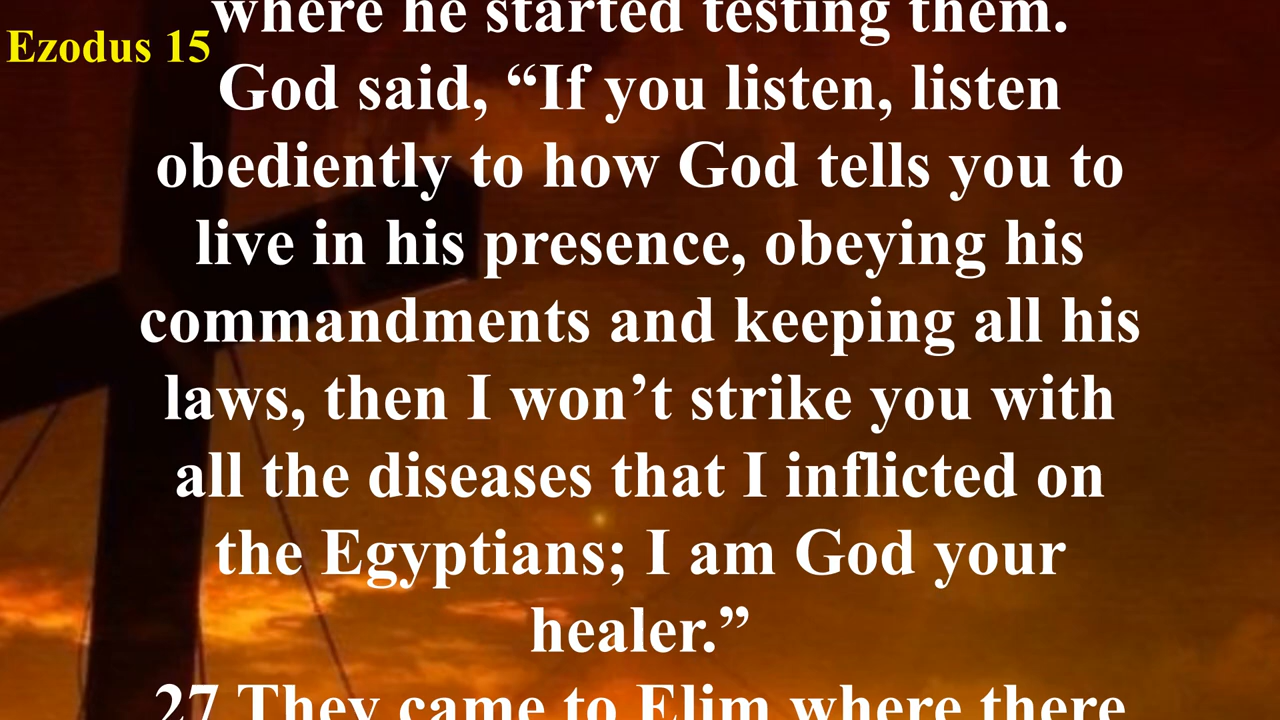 where he started testing them.
Ezodus 15
God said, “If you listen, listen
obediently to how God tells you to
live in his presence, obeying his
commandments and keeping all his
laws, then I won’t strike you with
all the diseases that I inflicted on
the Egyptians; I am God your
healer.”
27 They came to Elim where there